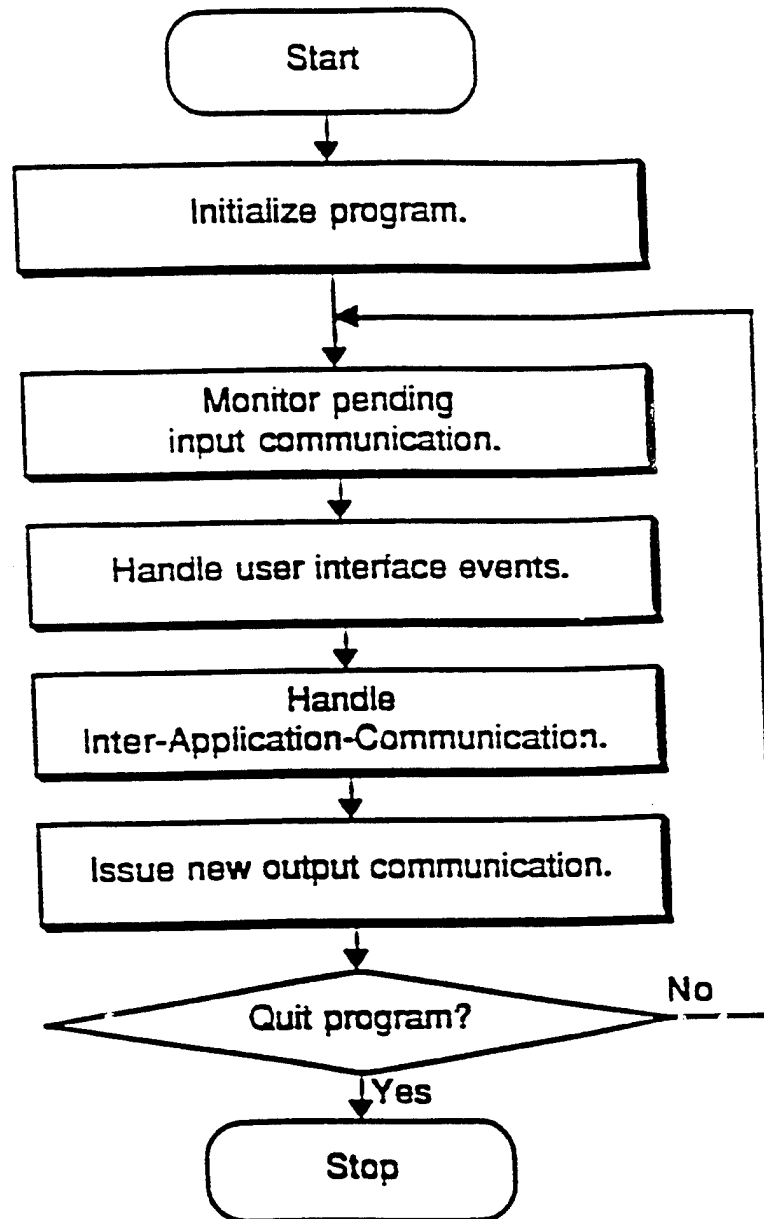 Start
Initialize program.
Monitor pending
input communication.
Handle user interface events.
Handle
Inter-Application-Communication.
Issue new output communication.
Quit program?
No
Yes
Stop